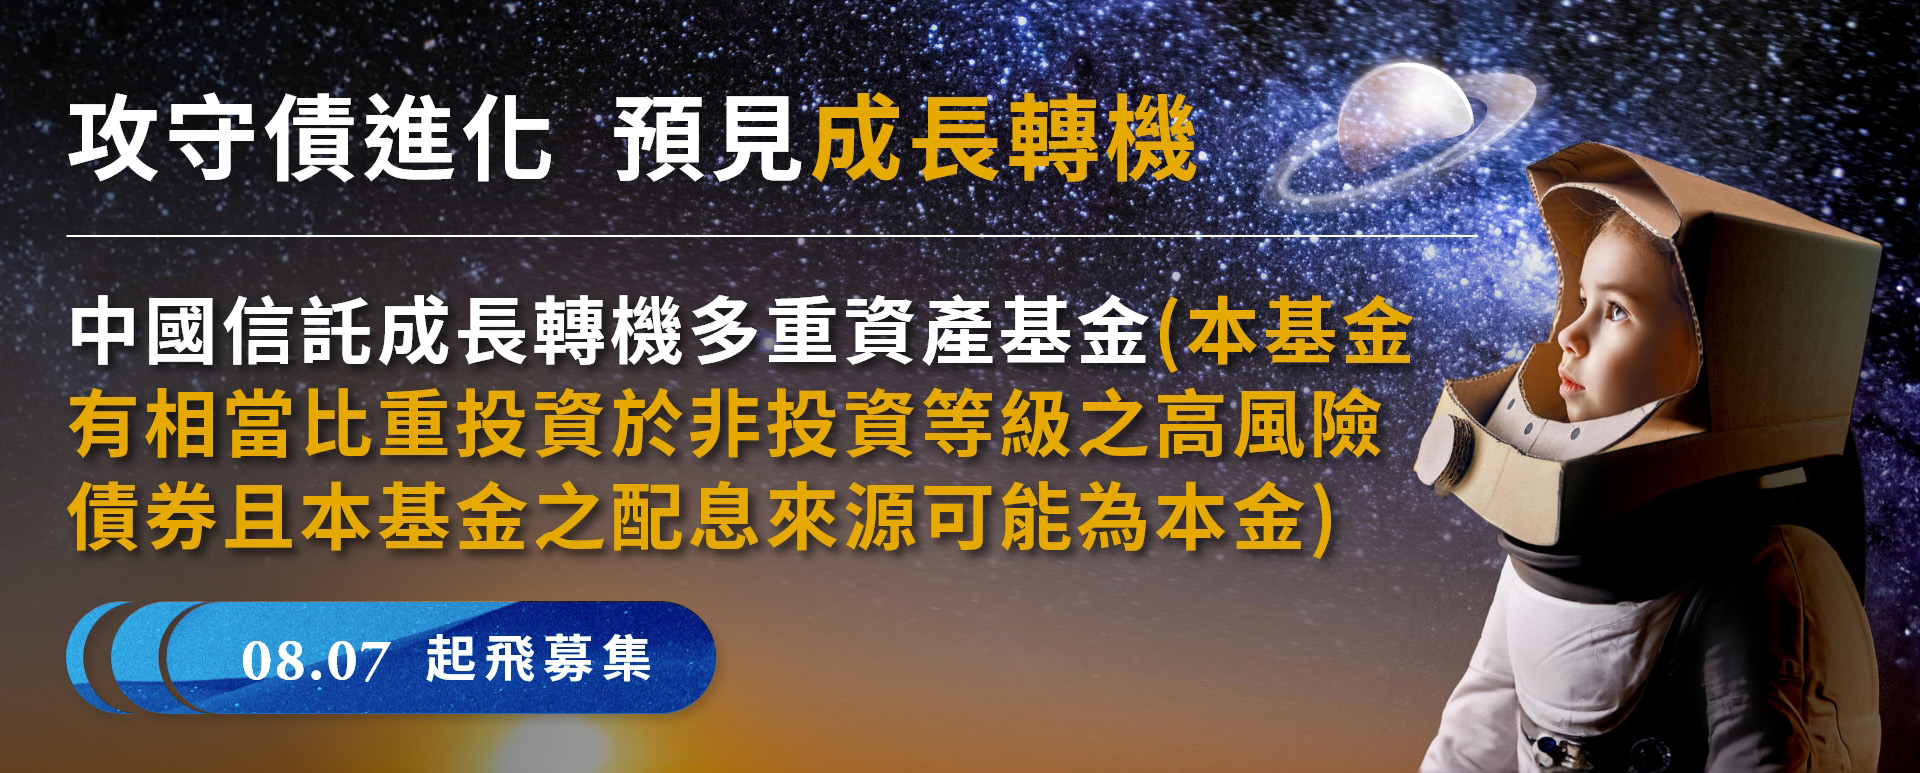 攻守債進化 預見成長轉機
中國信託成長轉機多重資產基金(本基金
有相當比重投資於非投資等級之高風險
債券且本基金之配息來源可能為本金)
08.07 起飛募集